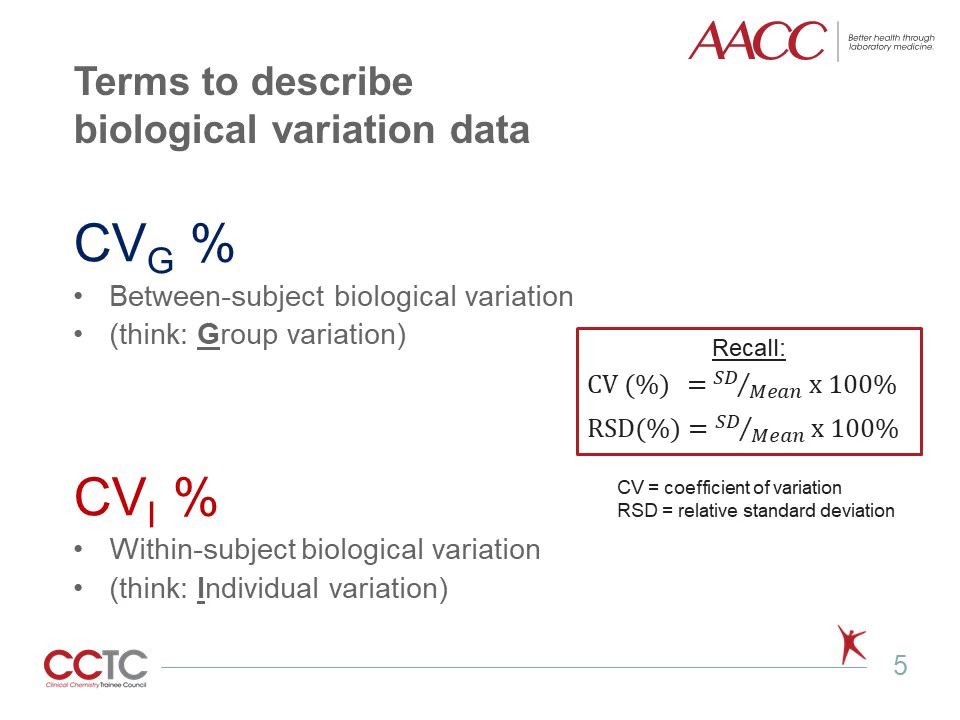 AACC
Better health through
laboratory medicine.
Terms to describe
biological variation data
CVG %
• Between-subject biological variation
• (think: Group variation)
Recall:
CV (%) = SD/Mean x 100%
RSD(%) = SD/Mean x 100%
CV = coefficient of variation
RSD = relative standard deviation
CVI %
• Within-subject biological variation
• (think: Individual variation)
CCTC
Clinical Chemistry Trainee Council
5